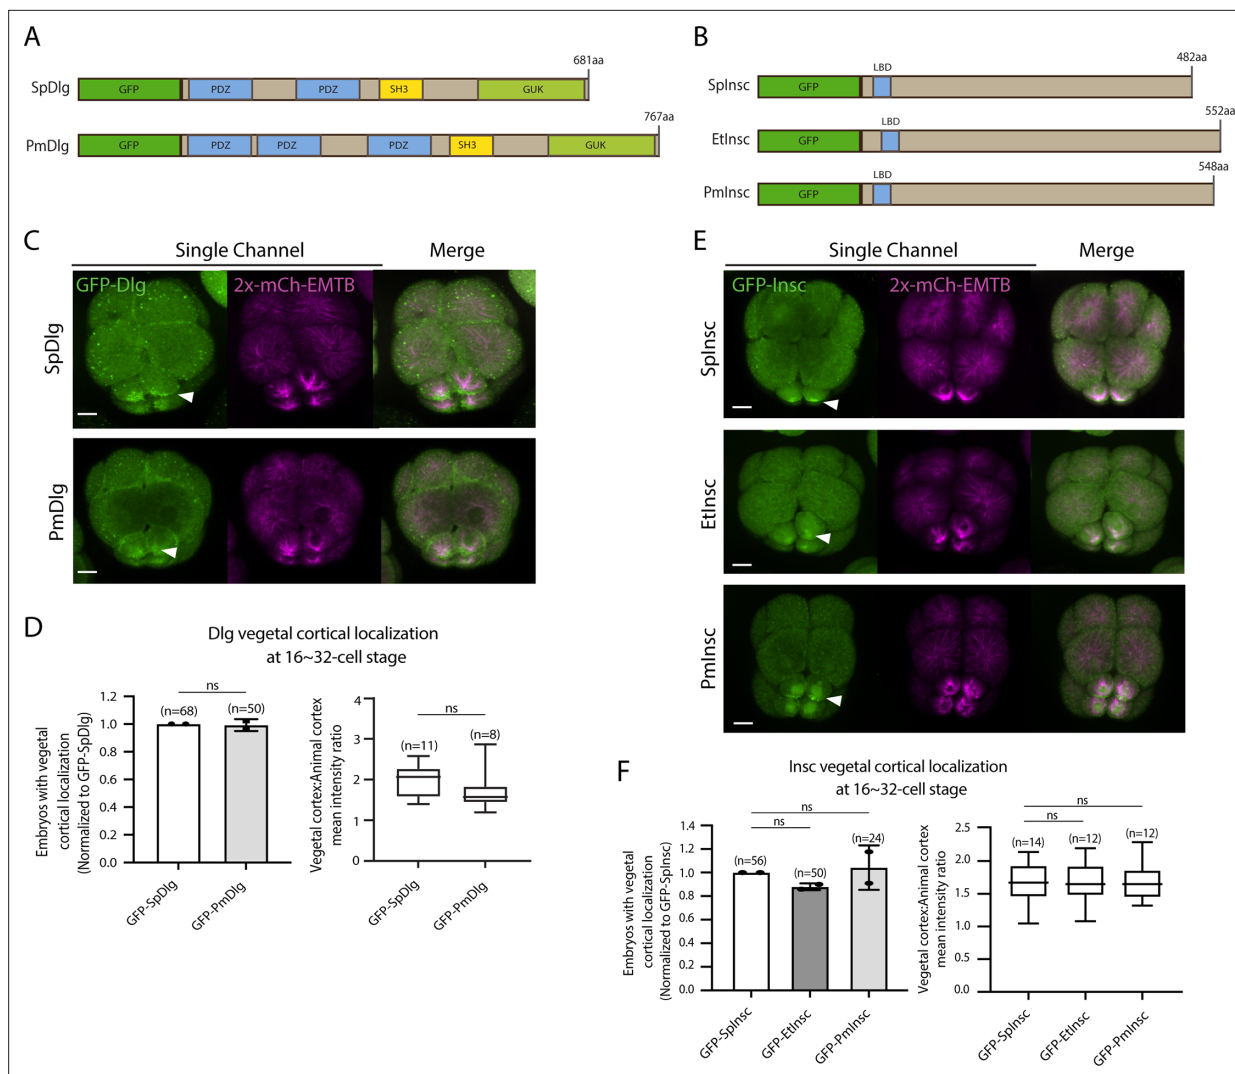 A
681aa
SpDlg
GFP
PDZ
PDZ
SH3
GUK
767aa
PmDlg
GFP
PDZ
PDZ
PDZ
SH3
GUK
B
482aa
LBD
SpInsc
GFP
552aa
LBD
EtInsc
GFP
548aa
LBD
PmInsc
GFP
C
Single Channel
Merge
GFP-Dlg
2x-mCh-EMTB
SpDlg
PmDlg
D
Dlg vegetal cortical localization
at 16~32-cell stage
Embryos with vegetal
cortical localization
(Normalized to GFP-SpDlg)
1.2
1.0
0.8
0.6
0.4
0.2
0.0
ns
(n=68)
(n=50)
GFP-SpDlg
GFP-PmDlg
Vegetal cortex:Animal cortex
mean intensity ratio
4
3
2
1
0
ns
(n=11)
(n=8)
GFP-SpDlg
GFP-PmDlg
E
Single Channel
Merge
GFP-Insc
2x-mCh-EMTB
SpInsc
EtInsc
PmInsc
F
Insc vegetal cortical localization
at 16~32-cell stage
Embryos with vegetal
cortical localization
(Normalized to GFP-SpInsc)
1.4
1.2
1.0
0.8
0.6
0.4
0.2
0.0
ns
ns
(n=56)
(n=50)
(n=24)
GFP-SpInsc
GFP-EtInsc
GFP-PmInsc
Vegetal cortex:Animal cortex
mean intensity ratio
2.5
2.0
1.5
1.0
0.5
0.0
ns
ns
(n=14)
(n=12)
(n=12)
GFP-SpInsc
GFP-EtInsc
GFP-PmInsc